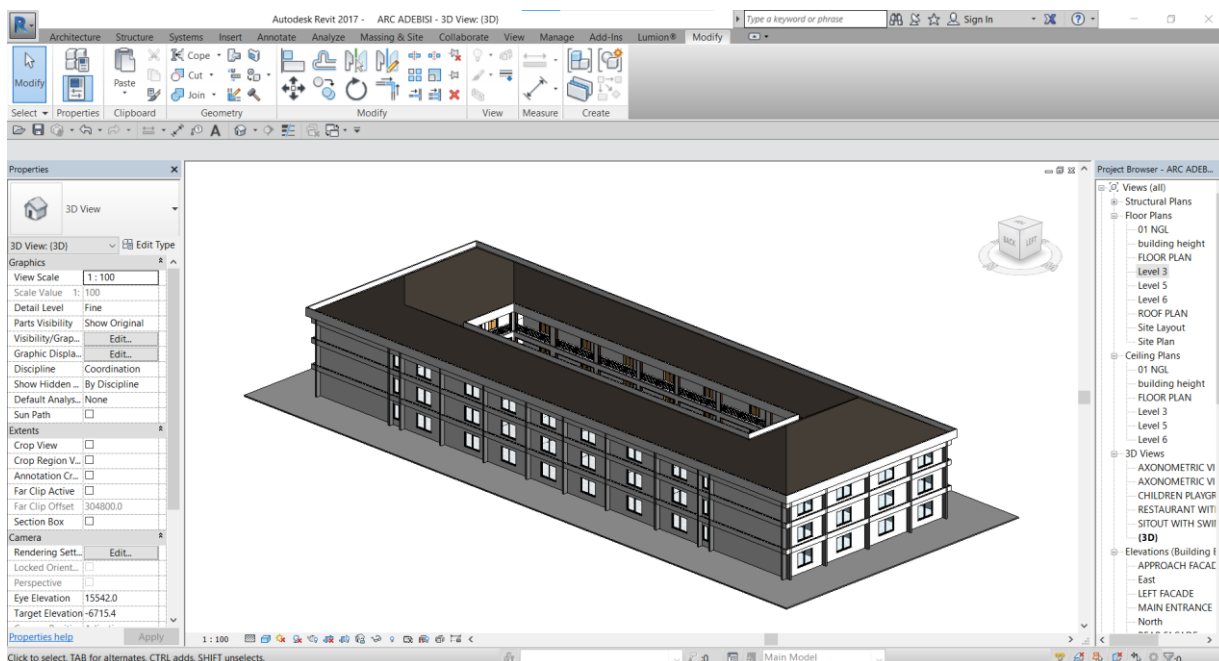 Autodesk Revit 2017 - ARC ADEBISI - 3D View: {3D}
Type a keyword or phrase
Sign In
Architecture Structure Systems Insert Annotate Analyze Massing & Site Collaborate View Manage Add-Ins Lumion® Modify
Modify
Paste
Cope
Cut
Join
Select Properties Clipboard Geometry Modify View Measure Create
Properties
3D View
3D View: {3D} Edit Type
Graphics
View Scale 1 : 100
Scale Value 1: 100
Detail Level Fine
Parts Visibility Show Original
Visibility/Grap... Edit...
Graphic Displa... Edit...
Discipline Coordination
Show Hidden ... By Discipline
Default Analys... None
Sun Path
Extents
Crop View
Crop Region V...
Annotation Cr...
Far Clip Active
Far Clip Offset 304800.0
Section Box
Camera
Rendering Sett... Edit...
Locked Orient...
Perspective
Eye Elevation 15542.0
Target Elevation -6715.4
Properties help Apply
BACK LEFT
Project Browser - ARC ADEB...
Views (all)
Structural Plans
Floor Plans
01 NGL
building height
FLOOR PLAN
Level 3
Level 5
Level 6
ROOF PLAN
Site Layout
Site Plan
Ceiling Plans
01 NGL
building height
FLOOR PLAN
Level 3
Level 5
Level 6
3D Views
AXONOMETRIC VI
AXONOMETRIC VI
CHILDREN PLAYGR
RESTAURANT WIT
SITOUT WITH SWI
{3D}
Elevations (Building E
APPROACH FACAD
East
LEFT FACADE
MAIN ENTRANCE
North
1 : 100
Click to select, TAB for alternates, CTRL adds, SHIFT unselects.
:0 Main Model :0